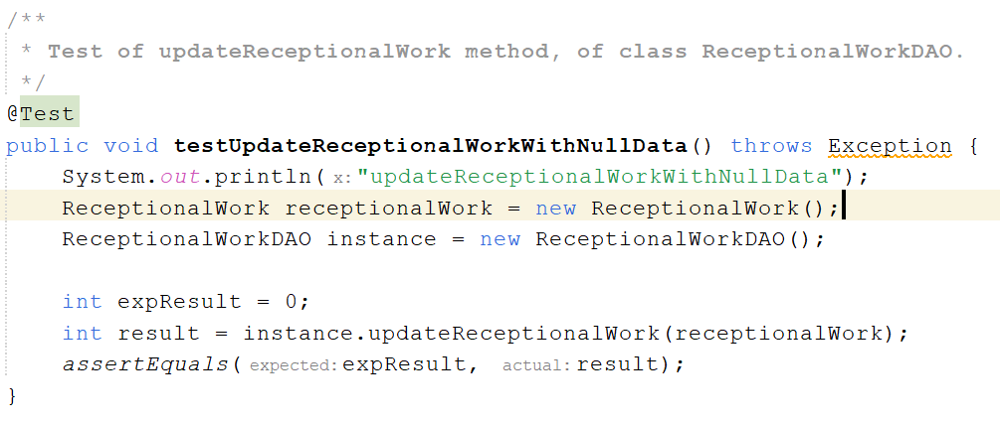 /**
 * Test of updateReceptionalWork method, of class ReceptionalWorkDAO.
 */
@Test
public void testUpdateReceptionalWorkWithNullData() throws Exception {
    System.out.println( x: "updateReceptionalWorkWithNullData");
    ReceptionalWork receptionalWork = new ReceptionalWork();
    ReceptionalWorkDAO instance = new ReceptionalWorkDAO();
    int expResult = 0;
    int result = instance.updateReceptionalWork(receptionalWork);
    assertEquals( expected: expResult, actual: result);
}